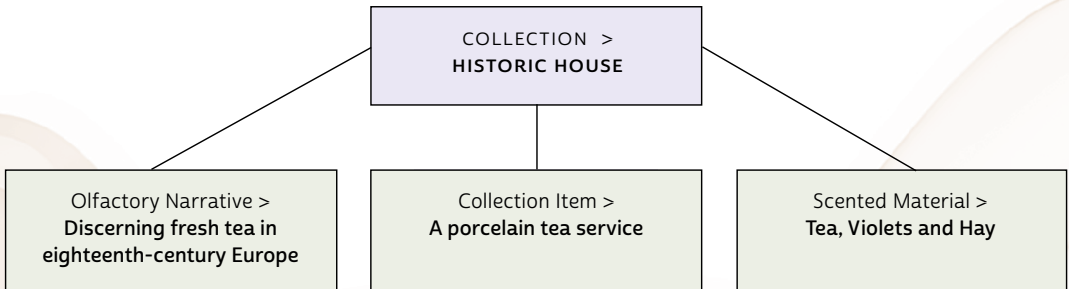 COLLECTION >
HISTORIC HOUSE
Olfactory Narrative >
Discerning fresh tea in
eighteenth-century Europe
Collection Item >
A porcelain tea service
Scented Material >
Tea, Violets and Hay